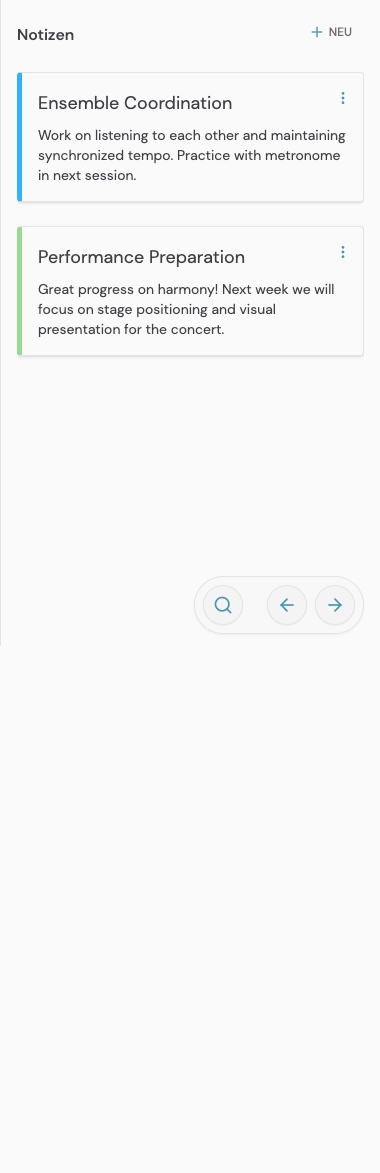 Notizen
NEU
Ensemble Coordination
Work on listening to each other and maintaining
synchronized tempo. Practice with metronome
in next session.
Performance Preparation
Great progress on harmony! Next week we will
focus on stage positioning and visual
presentation for the concert.